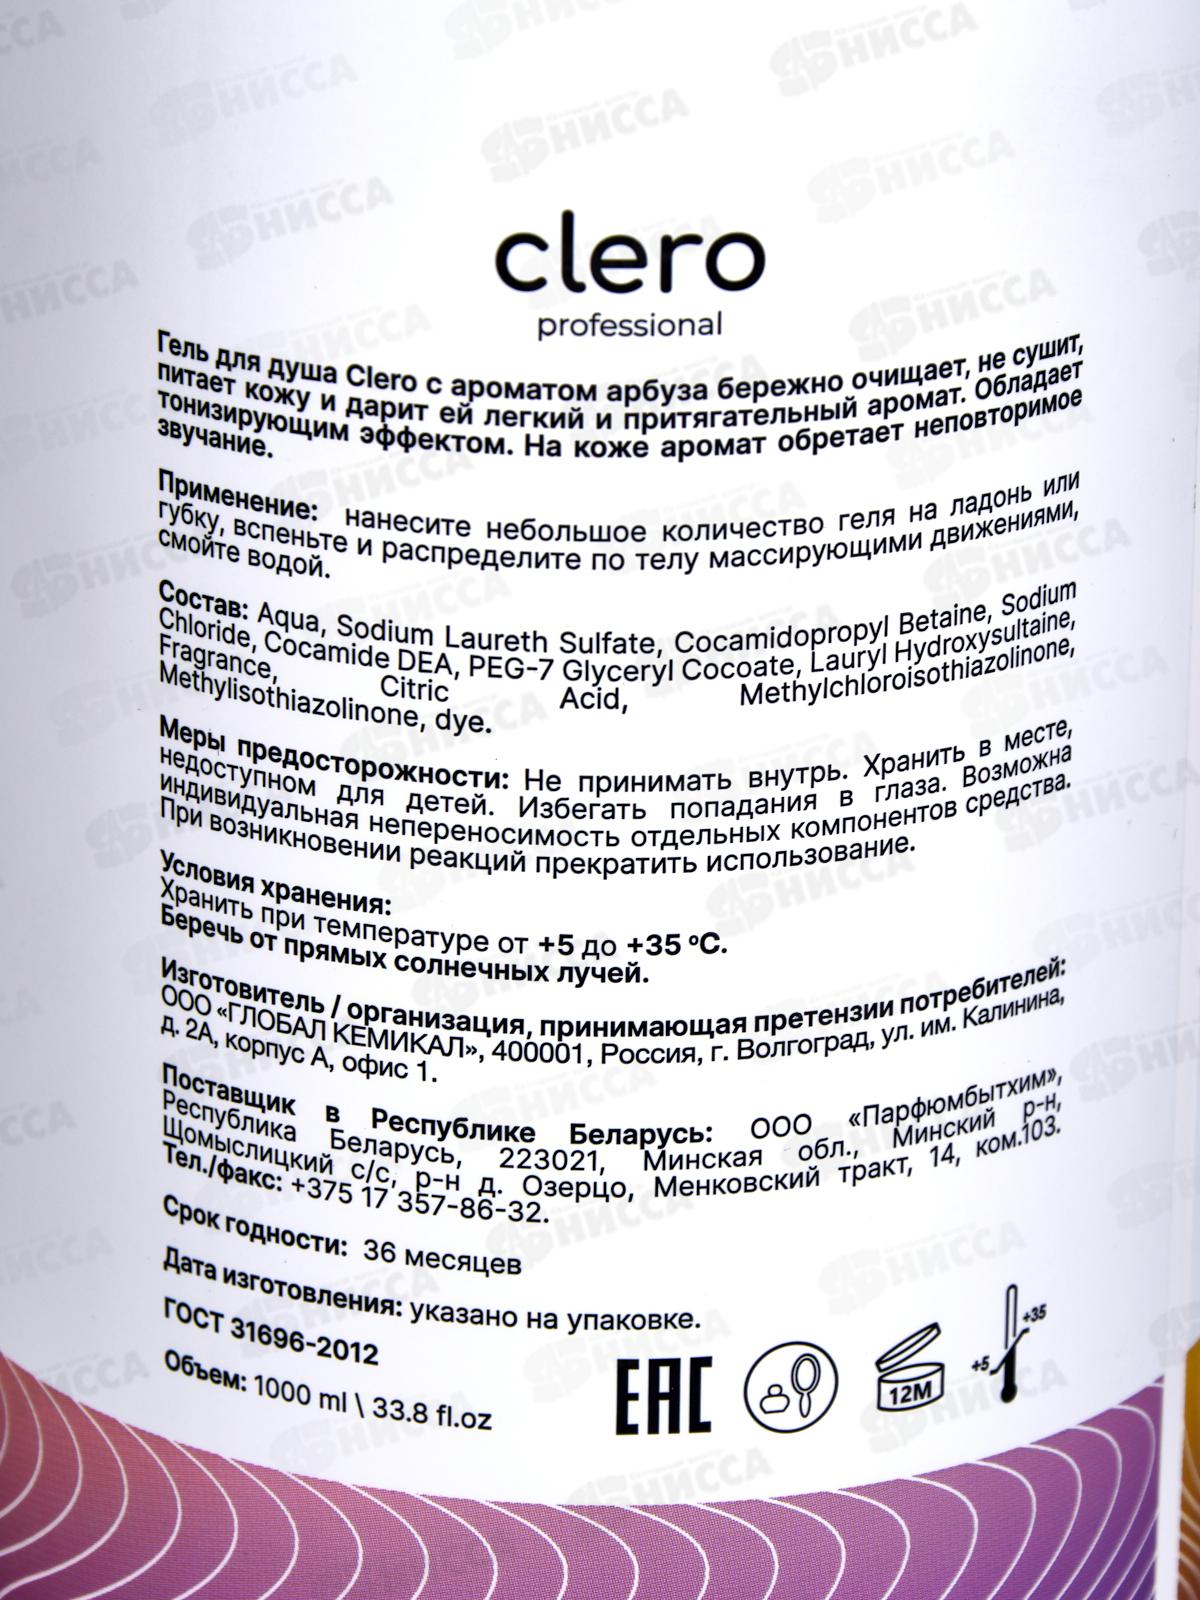 clero
professional
Гель для душа Clero с ароматом арбуза бережно очищает, не сушит,
питает кожу и дарит ей легкий и притягательный аромат. Обладает
тонизирующим эффектом. На коже аромат обретает неповторимое
звучание.
Применение: нанесите небольшое количество геля на ладонь или
губку, вспеньте и распределите по телу массирующими движениями,
смойте водой.
Состав: Aqua, Sodium Laureth Sulfate, Cocamidopropyl Betaine, Sodium
Chloride, Cocamide DEA, PEG-7 Glyceryl Cocoate, Lauryl Hydroxysultaine,
Fragrance, Citric Acid, Methylchloroisothiazolinone,
Methylisothiazolinone, dye.
Меры предосторожности: Не принимать внутрь. Хранить в месте,
недоступном для детей. Избегать попадания в глаза. Возможна
индивидуальная непереносимость отдельных компонентов средства.
При возникновении реакций прекратить использование.
Условия хранения:
Хранить при температуре от +5 до +35 ºС.
Беречь от прямых солнечных лучей.
Изготовитель / организация, принимающая претензии потребителей:
ООО «ГЛОБАЛ КЕМИКАЛ», 400001, Россия, г. Волгоград, ул. им. Калинина,
д. 2А, корпус А, офис 1.
Поставщик в Республике Беларусь: ООО «Парфюмбытхим»,
Республика Беларусь, 223021, Минская обл., Минский р-н,
Щомыслицкий с/с, р-н д. Озерцо, Менковский тракт, 14, ком.103.
Тел./факс: +375 17 357-86-32.
Срок годности: 36 месяцев
Дата изготовления: указано на упаковке.
ГОСТ 31696-2012
Объем: 1000 ml \ 33.8 fl.oz
ЕАС
12M
+5
+35
НИССА